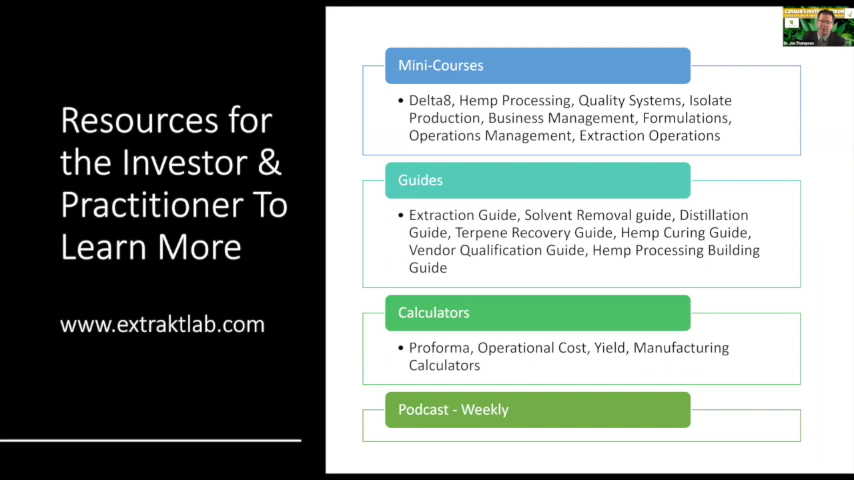 Resources for
the Investor &
Practitioner To
Learn More
www.extraktlab.com
Mini-Courses
• Delta8, Hemp Processing, Quality Systems, Isolate
Production, Business Management, Formulations,
Operations Management, Extraction Operations
Guides
• Extraction Guide, Solvent Removal guide, Distillation
Guide, Terpene Recovery Guide, Hemp Curing Guide,
Vendor Qualification Guide, Hemp Processing Building
Guide
Calculators
• Proforma, Operational Cost, Yield, Manufacturing
Calculators
Podcast - Weekly
Dr. Jon Thompson